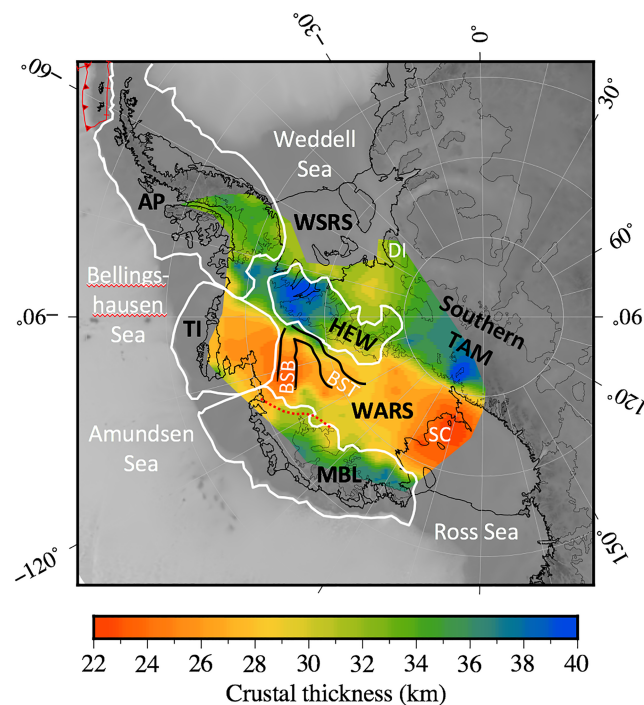 -30°
0°
-60°
30°
Weddell
Sea
AP
WSRS
DI
60°
Bellings-
hausen
Sea
Southern
TAM
-90°
90°
TI
HEW
BSB
BST
120°
WARS
Amundsen
Sea
SC
MBL
Ross Sea
-120°
150°
22 24 26 28 30 32 34 36 38 40
Crustal thickness (km)